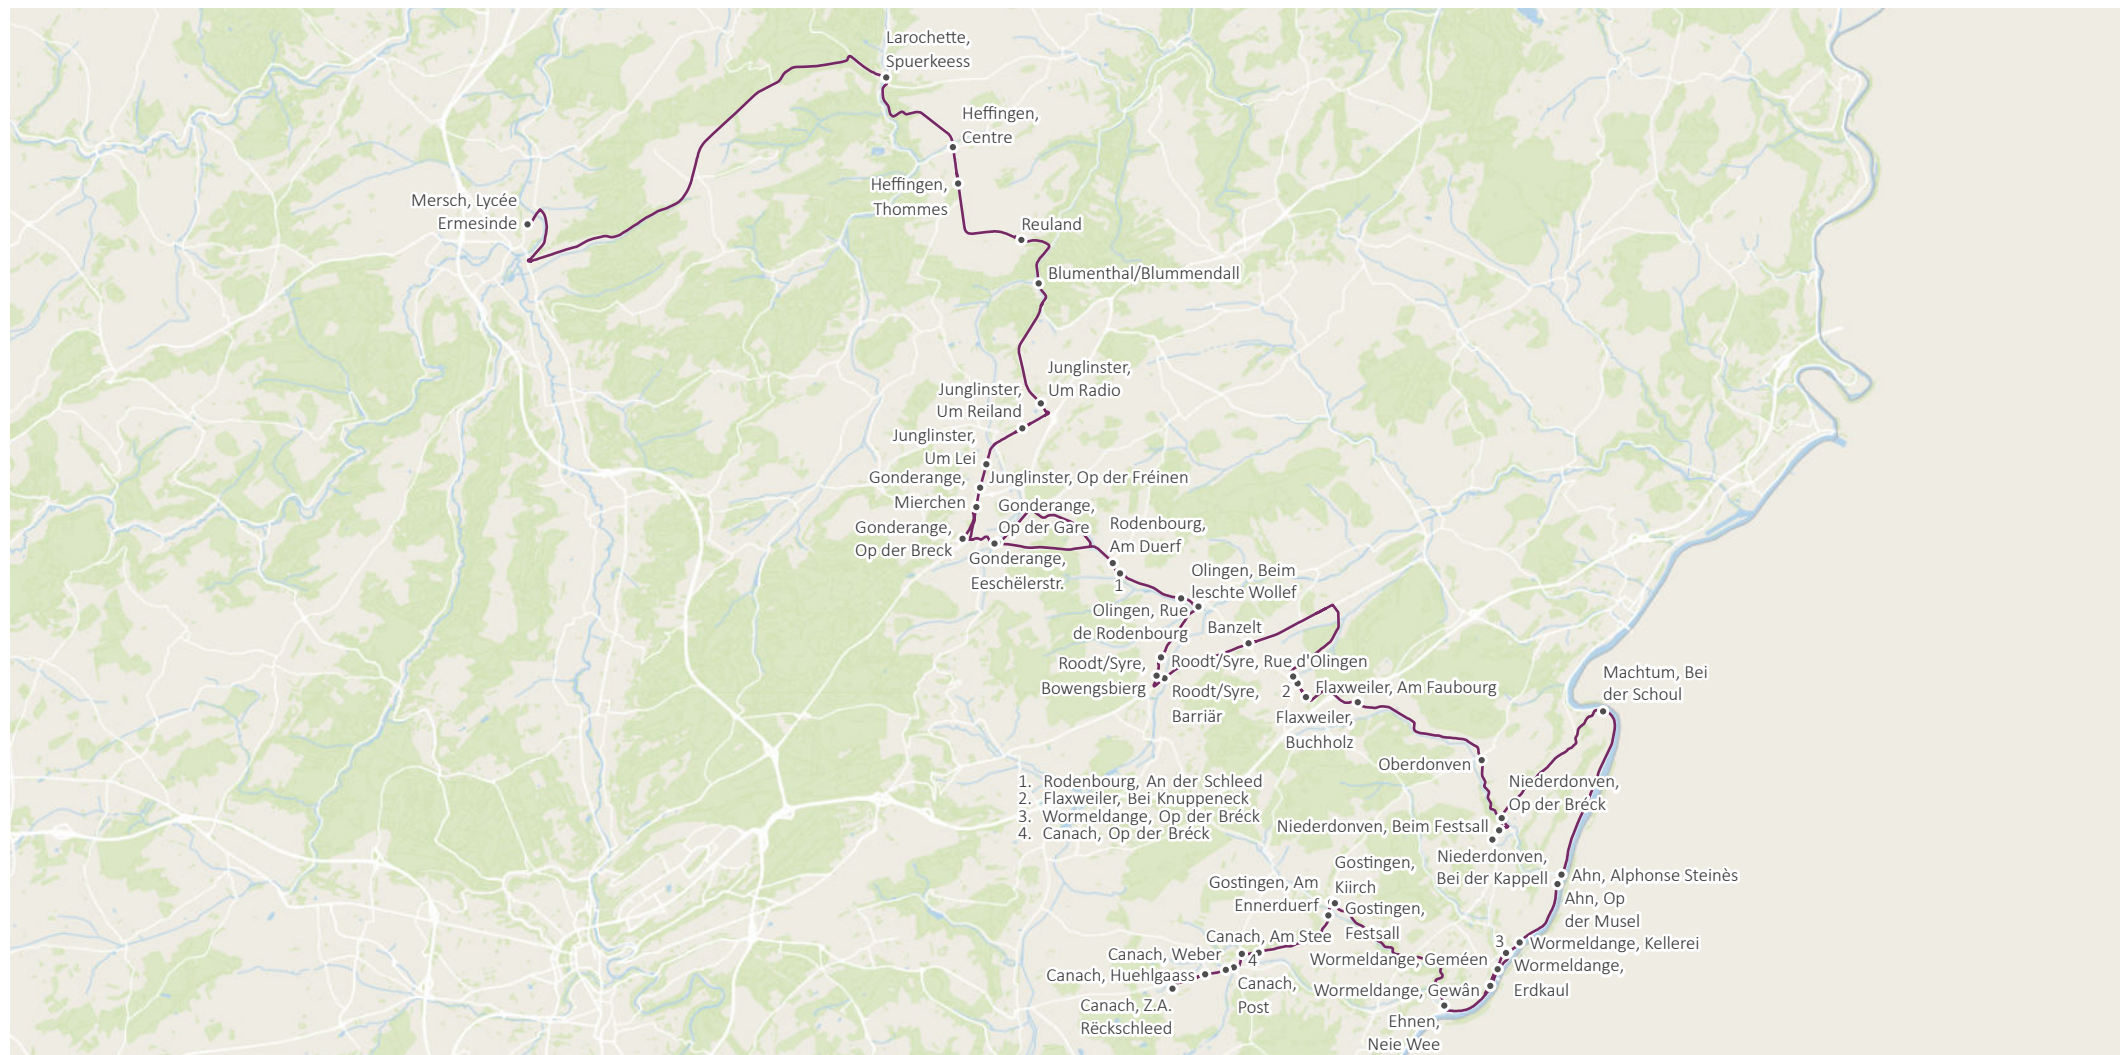 Larochette,
Spuerkeess
Heffingen,
Centre
Heffingen,
Thommes
Mersch, Lycée
Ermesinde
Reuland
Blumenthal/Blummendall
Junglinster,
Um Radio
Junglinster,
Um Reiland
Junglinster,
Um Lei
Junglinster, Op der Fréinen
Gonderange,
Mierchen
Gonderange,
Op der Gare
Gonderange,
Op der Breck
Gonderange,
Eeschëlerstr.
Rodenbourg,
Am Duerf
1
Olingen, Beim
leschte Wollef
Olingen, Rue
de Rodenbourg
Banzelt
Roodt/Syre,
Bowengsbierg
Roodt/Syre, Rue d'Olingen
Roodt/Syre,
Barriär
2
Flaxweiler, Am Faubourg
Flaxweiler,
Buchholz
Machtum, Bei
der Schoul
Oberdonven
Niederdonven,
Op der Bréck
Niederdonven, Beim Festsall
Niederdonven,
Bei der Kappell
1. Rodenbourg, An der Schleed
2. Flaxweiler, Bei Knuppeneck
3. Wormeldange, Op der Bréck
4. Canach, Op der Bréck
Gostingen,
Kiirch
Gostingen, Am
Ennerduerf
Gostingen,
Festsall
Ahn, Alphonse Steinès
Ahn, Op
der Musel
3
Wormeldange, Kellerei
Wormeldange,
Erdkaul
Wormeldange, Geméen
Wormeldange, Gewân
Ehnen,
Neie Wee
Canach, Am Stee
4
Canach, Weber
Canach, Huehlgaass
Canach,
Post
Canach, Z.A.
Rëckschleed